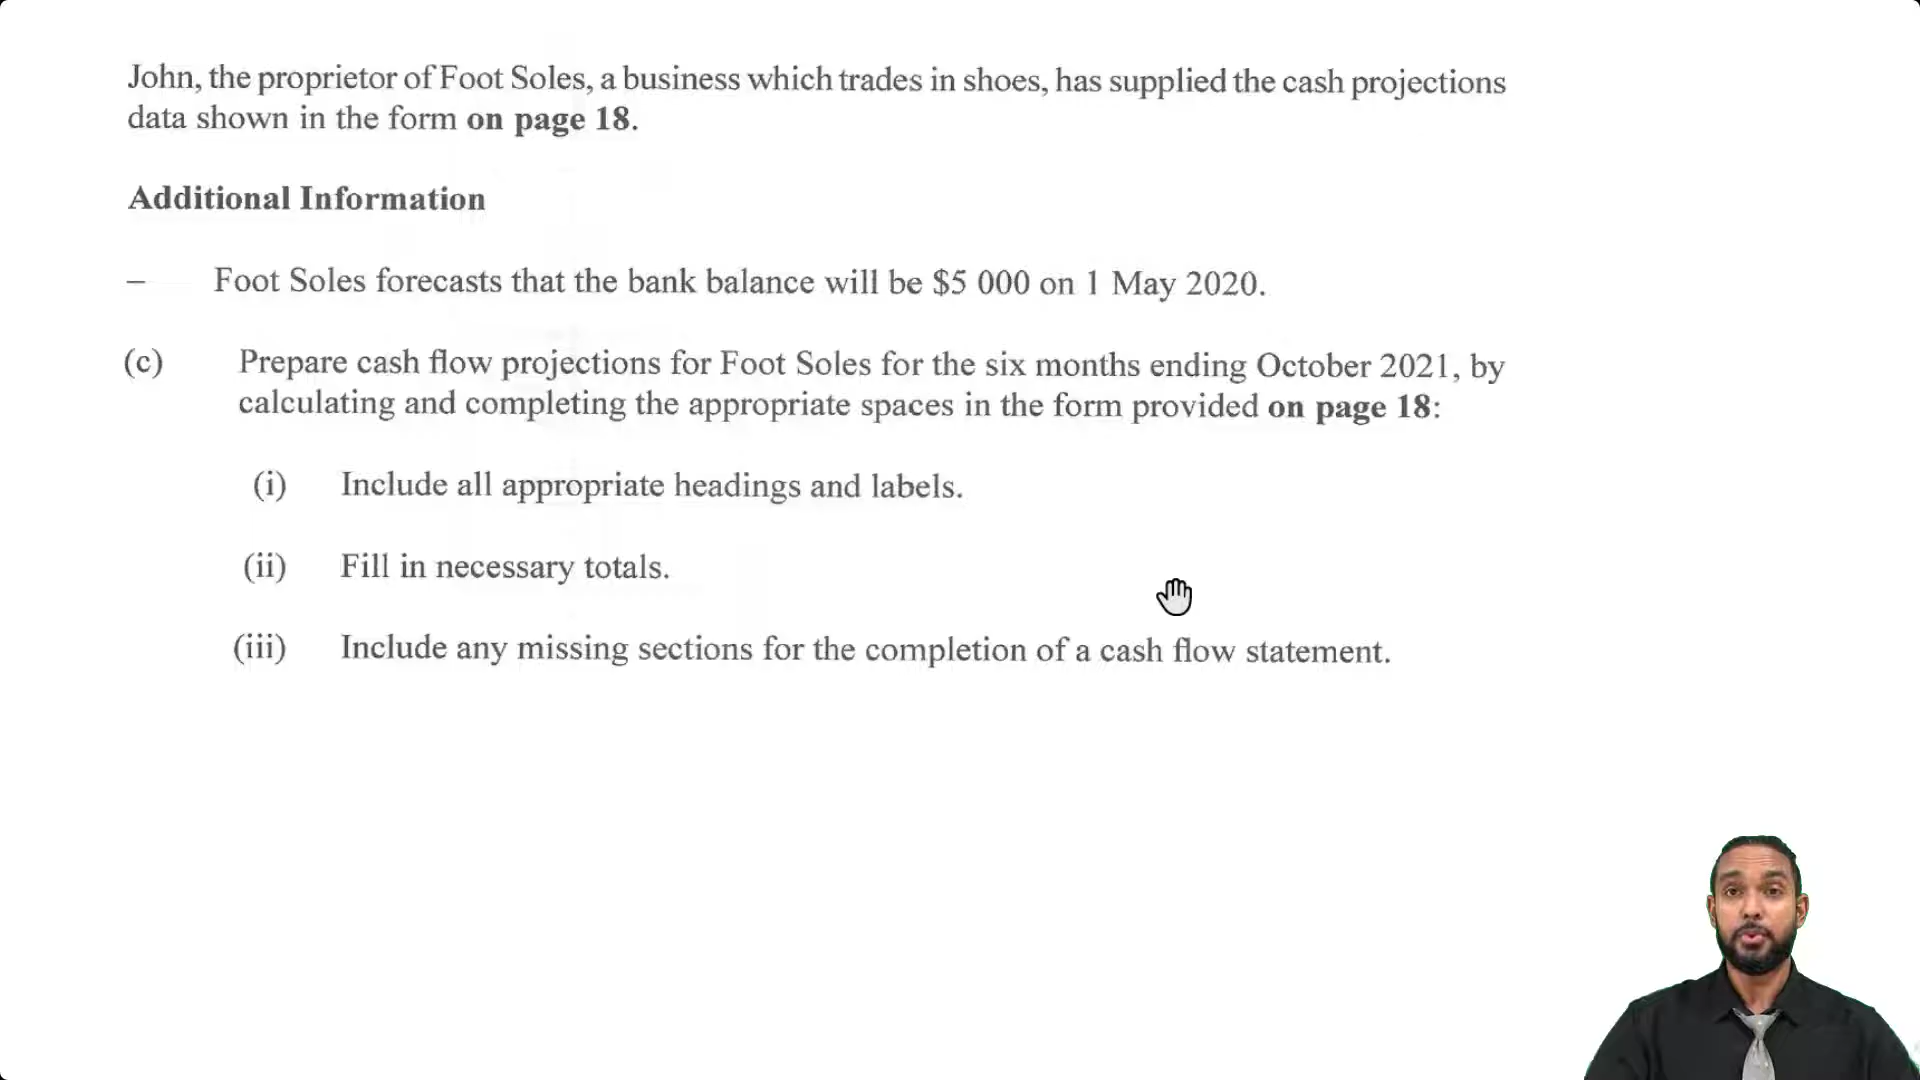 John, the proprietor of Foot Soles, a business which trades in shoes, has supplied the cash projections
data shown in the form on page 18.
Additional Information
– Foot Soles forecasts that the bank balance will be $5 000 on 1 May 2020.
(c) Prepare cash flow projections for Foot Soles for the six months ending October 2021, by
calculating and completing the appropriate spaces in the form provided on page 18:
(i) Include all appropriate headings and labels.
(ii) Fill in necessary totals.
(iii) Include any missing sections for the completion of a cash flow statement.